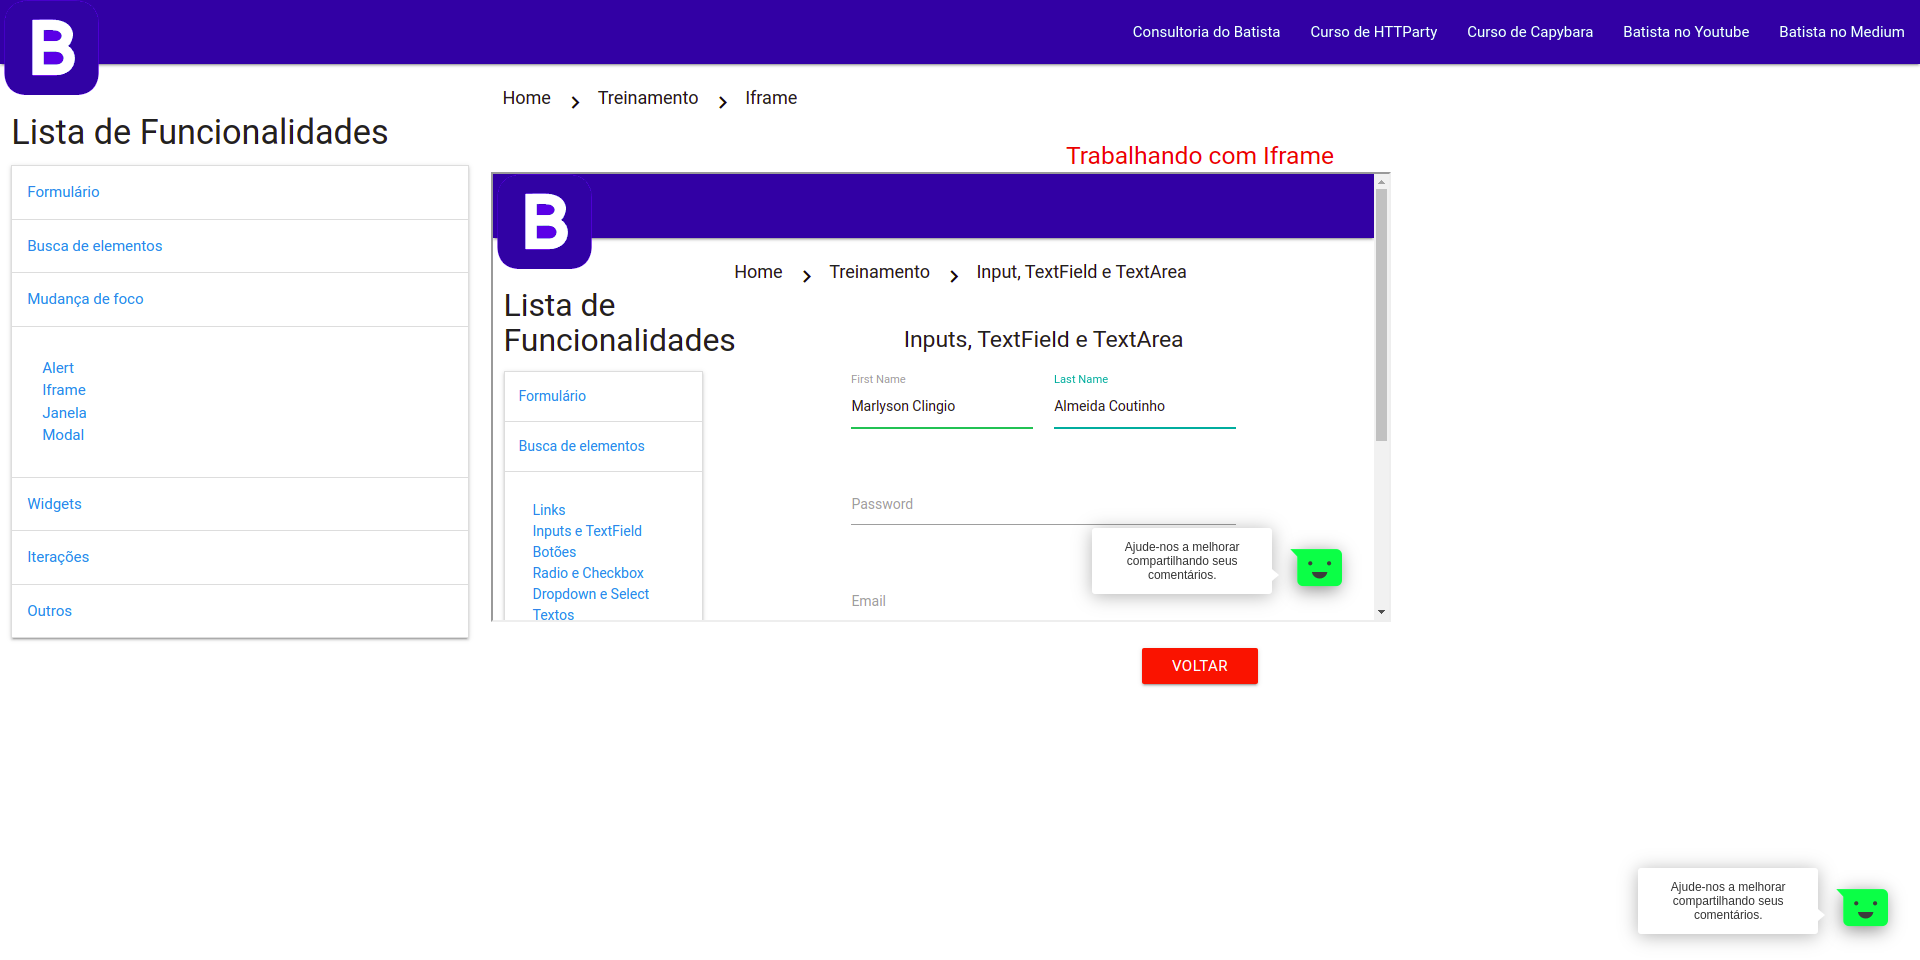 B
Consultoria do Batista
Curso de HTTParty
Curso de Capybara
Batista no Youtube
Batista no Medium
Home
Treinamento
Iframe
Lista de Funcionalidades
Formulário
Busca de elementos
Mudança de foco
Alert
Iframe
Janela
Modal
Widgets
Iterações
Outros
Trabalhando com Iframe
B
Home
Treinamento
Input, TextField e TextArea
Lista de
Funcionalidades
Formulário
Busca de elementos
Links
Inputs e TextField
Botões
Radio e Checkbox
Dropdown e Select
Textos
Inputs, TextField e TextArea
First Name
Marlyson Clingio
Last Name
Almeida Coutinho
Password
Email
Ajude-nos a melhorar
compartilhando seus
comentários.
VOLTAR
Ajude-nos a melhorar
compartilhando seus
comentários.